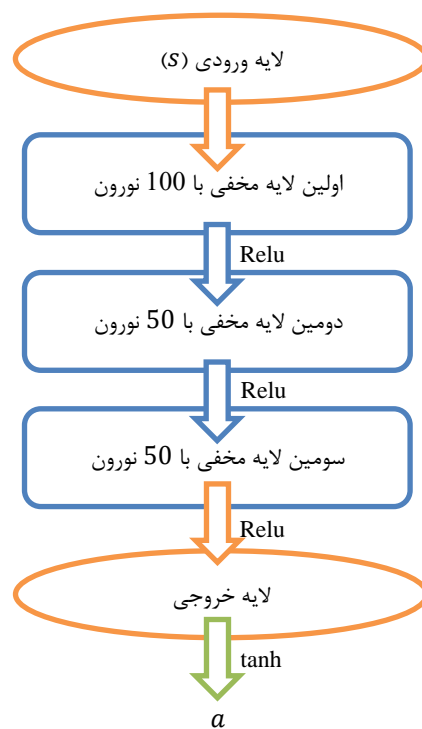 لایه ورودی (S)
اولین لایه مخفی با 100 نورون
Relu
دومین لایه مخفی با 50 نورون
Relu
سومین لایه مخفی با 50 نورون
Relu
لایه خروجی
tanh
a